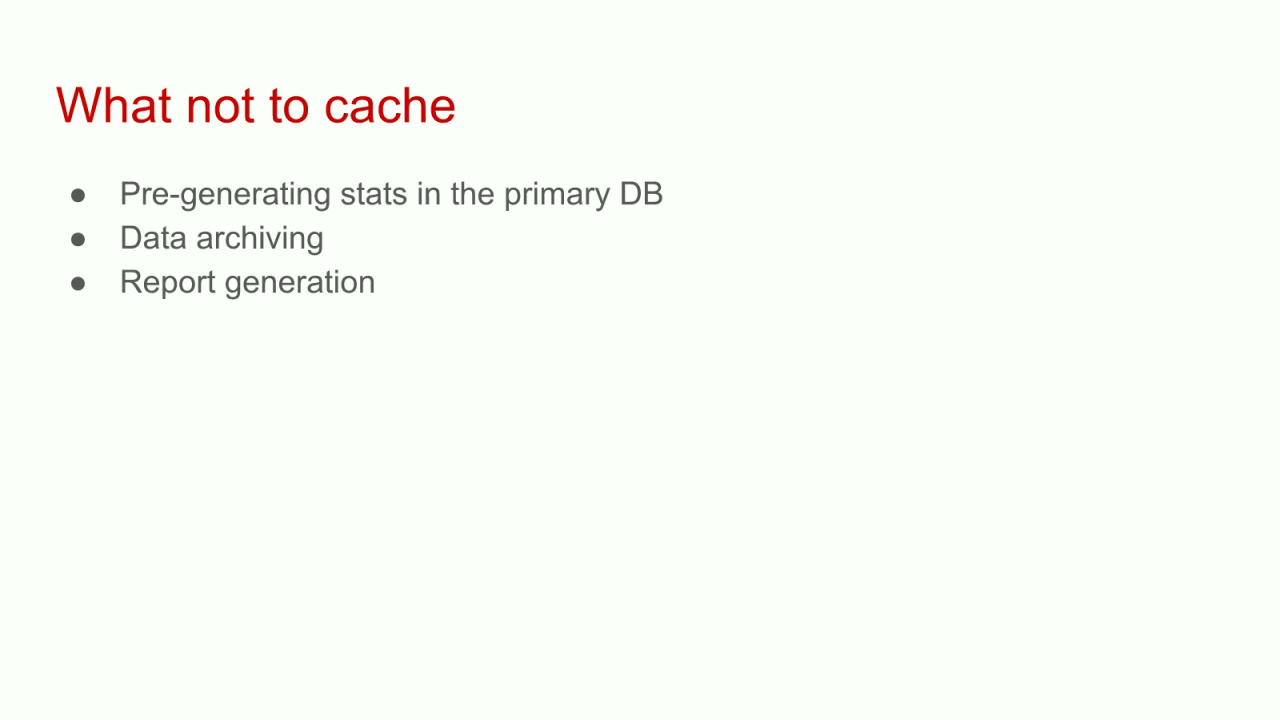 What not to cache
● Pre-generating stats in the primary DB
● Data archiving
● Report generation